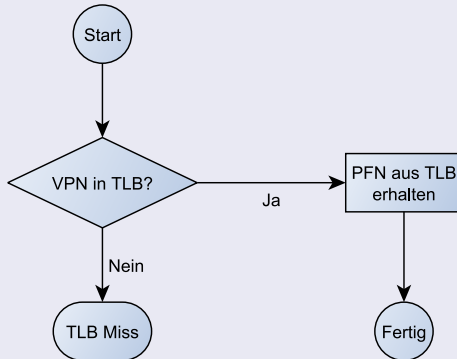 Start
VPN in TLB?
Ja
PFN aus TLB
erhalten
Nein
TLB Miss
Fertig